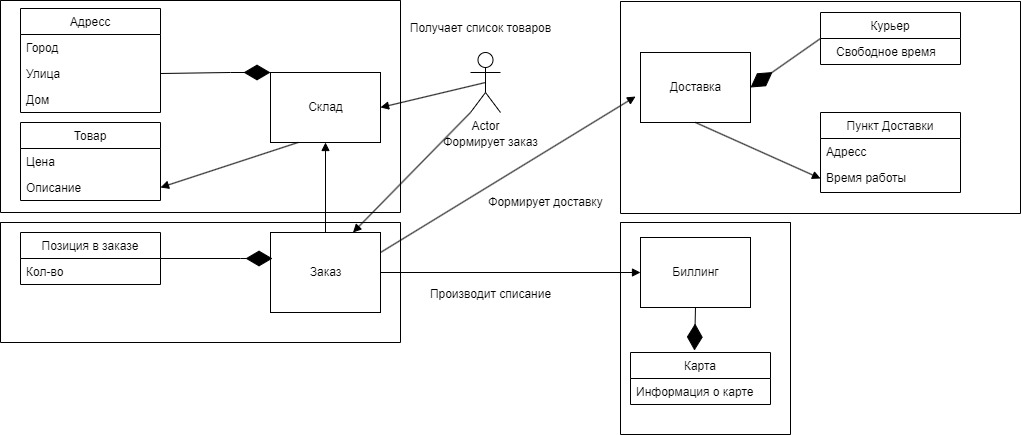 Адресс
Город
Улица
Дом
Товар
Цена
Описание
Склад
Получает список товаров
Actor
Формирует заказ
Формирует доставку
Доставка
Курьер
Свободное время
Пункт Доставки
Адресс
Время работы
Позиция в заказе
Кол-во
Заказ
Производит списание
Биллинг
Карта
Информация о карте